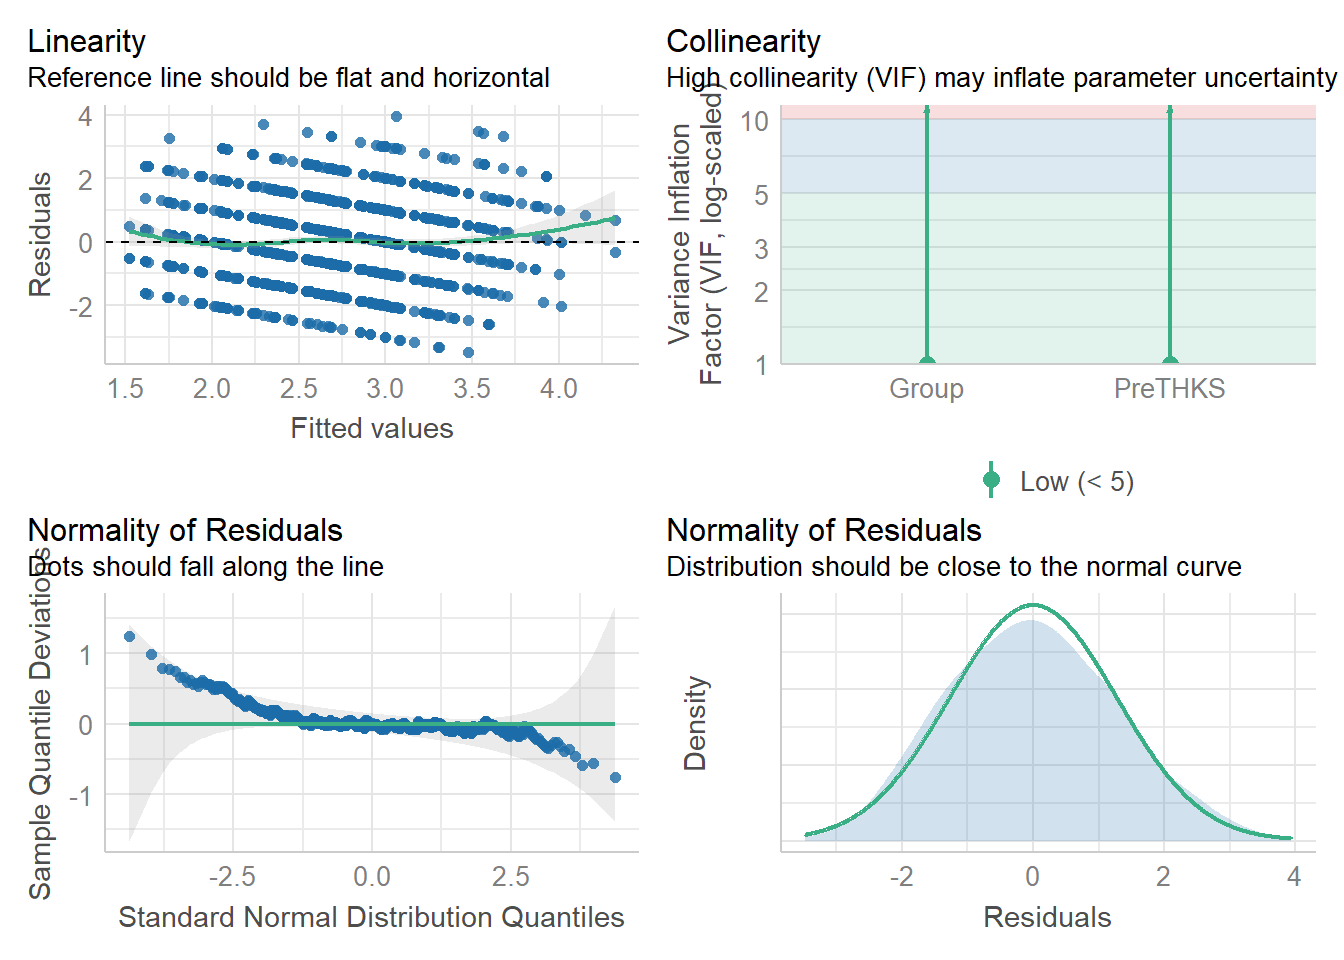 Linearity
Reference line should be flat and horizontal
Residuals
4
2
0
-2
1.5 2.0 2.5 3.0 3.5 4.0
Fitted values
Collinearity
High collinearity (VIF) may inflate parameter uncertainty
Variance Inflation
Factor (VIF, log-scaled)
10
5
3
2
1
Group PreTHKS
Low (< 5)
Normality of Residuals
Dots should fall along the line
Sample Quantile Deviations
1
0
-1
-2.5 0.0 2.5
Standard Normal Distribution Quantiles
Normality of Residuals
Distribution should be close to the normal curve
Density
-2 0 2 4
Residuals